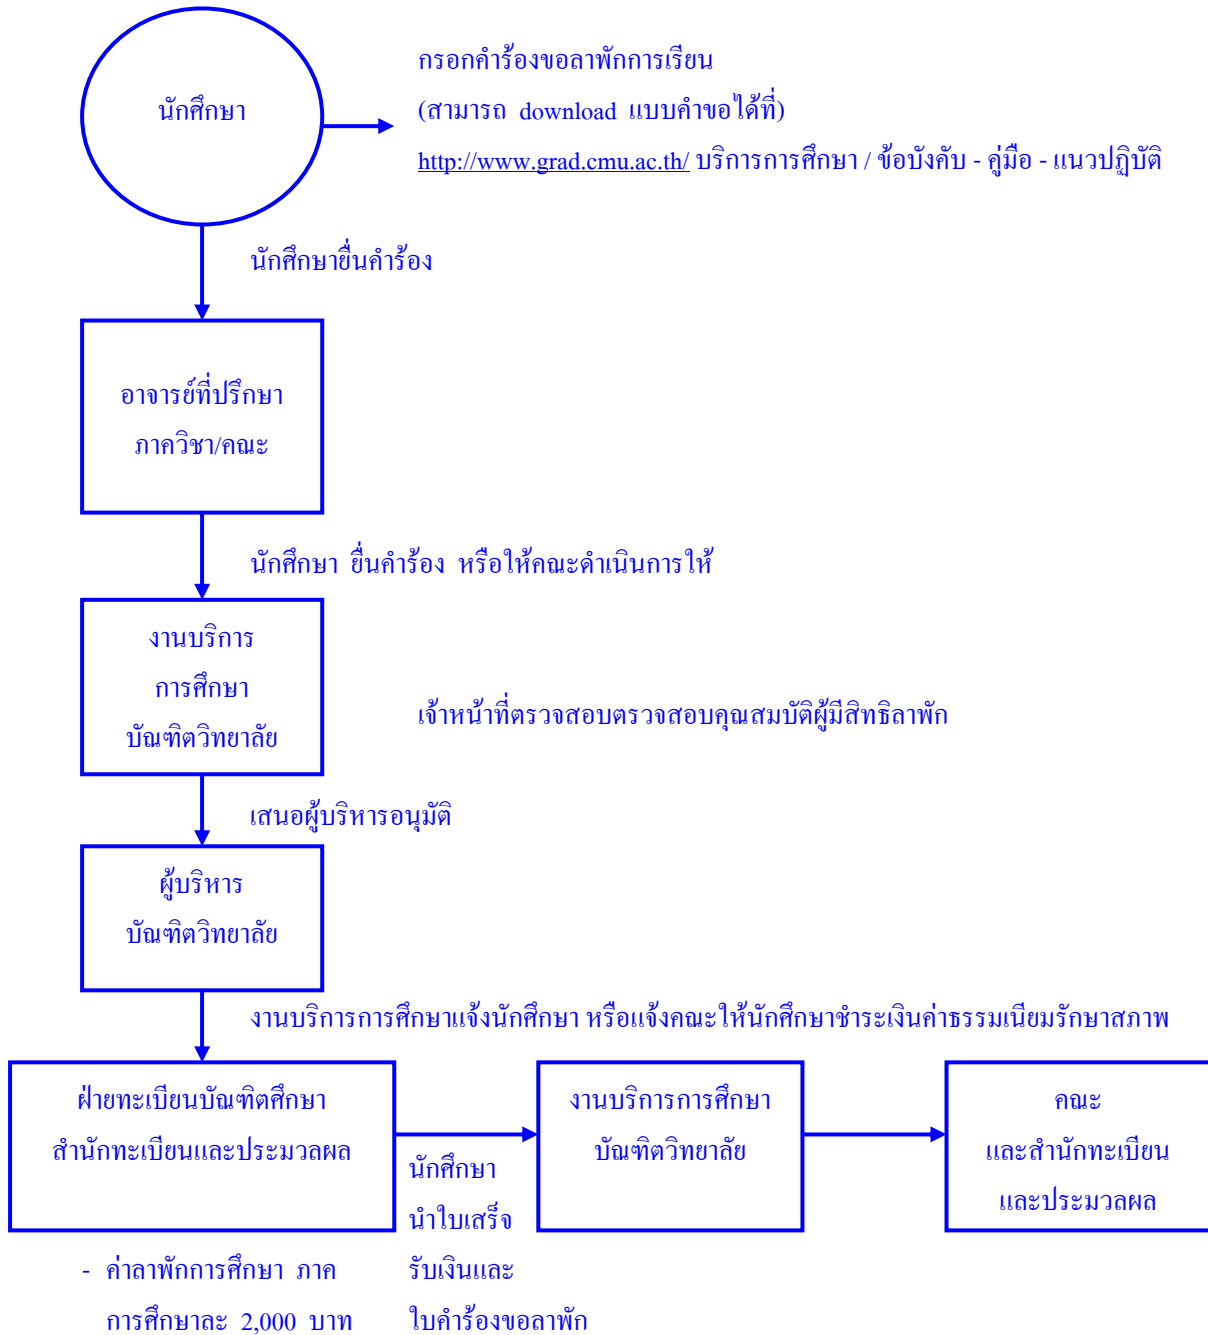 นักศึกษา
กรอกคำร้องขอลาพักการเรียน
(สามารถ download แบบคำขอได้ที่)
http://www.grad.cmu.ac.th/ บริการการศึกษา / ข้อบังคับ - คู่มือ - แนวปฏิบัติ
นักศึกษายื่นคำร้อง
อาจารย์ที่ปรึกษา
ภาควิชา/คณะ
นักศึกษา ยื่นคำร้อง หรือให้คณะดำเนินการให้
งานบริการ
การศึกษา
บัณฑิตวิทยาลัย
เจ้าหน้าที่ตรวจสอบตรวจสอบคุณสมบัติผู้มีสิทธิลาพัก
เสนอผู้บริหารอนุมัติ
ผู้บริหาร
บัณฑิตวิทยาลัย
งานบริการการศึกษาแจ้งนักศึกษา หรือแจ้งคณะให้นักศึกษาชำระเงินค่าธรรมเนียมรักษาสภาพ
ฝ่ายทะเบียนบัณฑิตศึกษา
สำนักทะเบียนและประมวลผล
นักศึกษา
นำใบเสร็จ
รับเงินและ
ใบคำร้องขอลาพัก
งานบริการการศึกษา
บัณฑิตวิทยาลัย
คณะ
และสำนักทะเบียน
และประมวลผล
- ค่าลาพักการศึกษา ภาค
การศึกษาละ 2,000 บาท